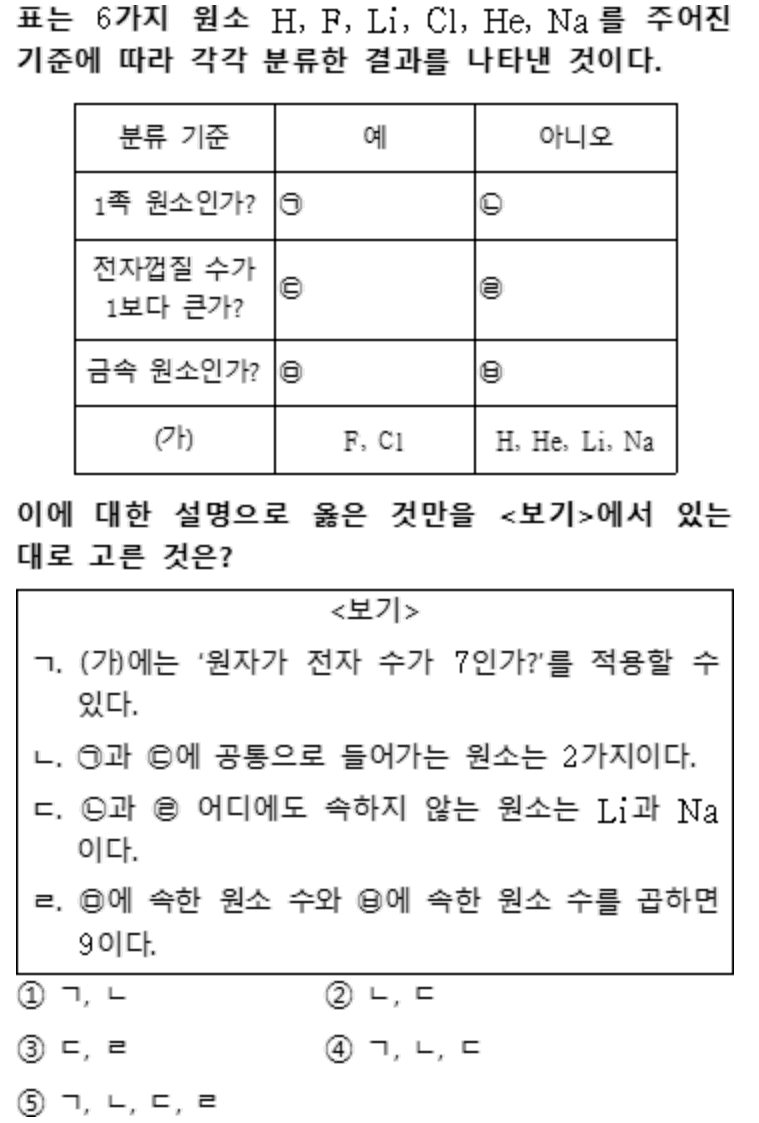 표는 6가지 원소 H, F, Li, Cl, He, Na를 주어진
기준에 따라 각각 분류한 결과를 나타낸 것이다.
분류 기준 예 아니오
1족 원소인가? ㉠ ㉡
전자껍질 수가
1보다 큰가? ㉢ ㉣
금속 원소인가? ㉤ ㉥
(가) F, Cl H, He, Li, Na
이에 대한 설명으로 옳은 것만을 <보기>에서 있는
대로 고른 것은?
<보기>
ㄱ. (가)에는 ‘원자가 전자 수가 7인가?’를 적용할 수
있다.
ㄴ. ㉠과 ㉢에 공통으로 들어가는 원소는 2가지이다.
ㄷ. ㉡과 ㉣ 어디에도 속하지 않는 원소는 Li과 Na
이다.
ㄹ. ㉤에 속한 원소 수와 ㉥에 속한 원소 수를 곱하면
9이다.
① ㄱ, ㄴ ② ㄴ, ㄷ
③ ㄷ, ㄹ ④ ㄱ, ㄴ, ㄷ
⑤ ㄱ, ㄴ, ㄷ, ㄹ